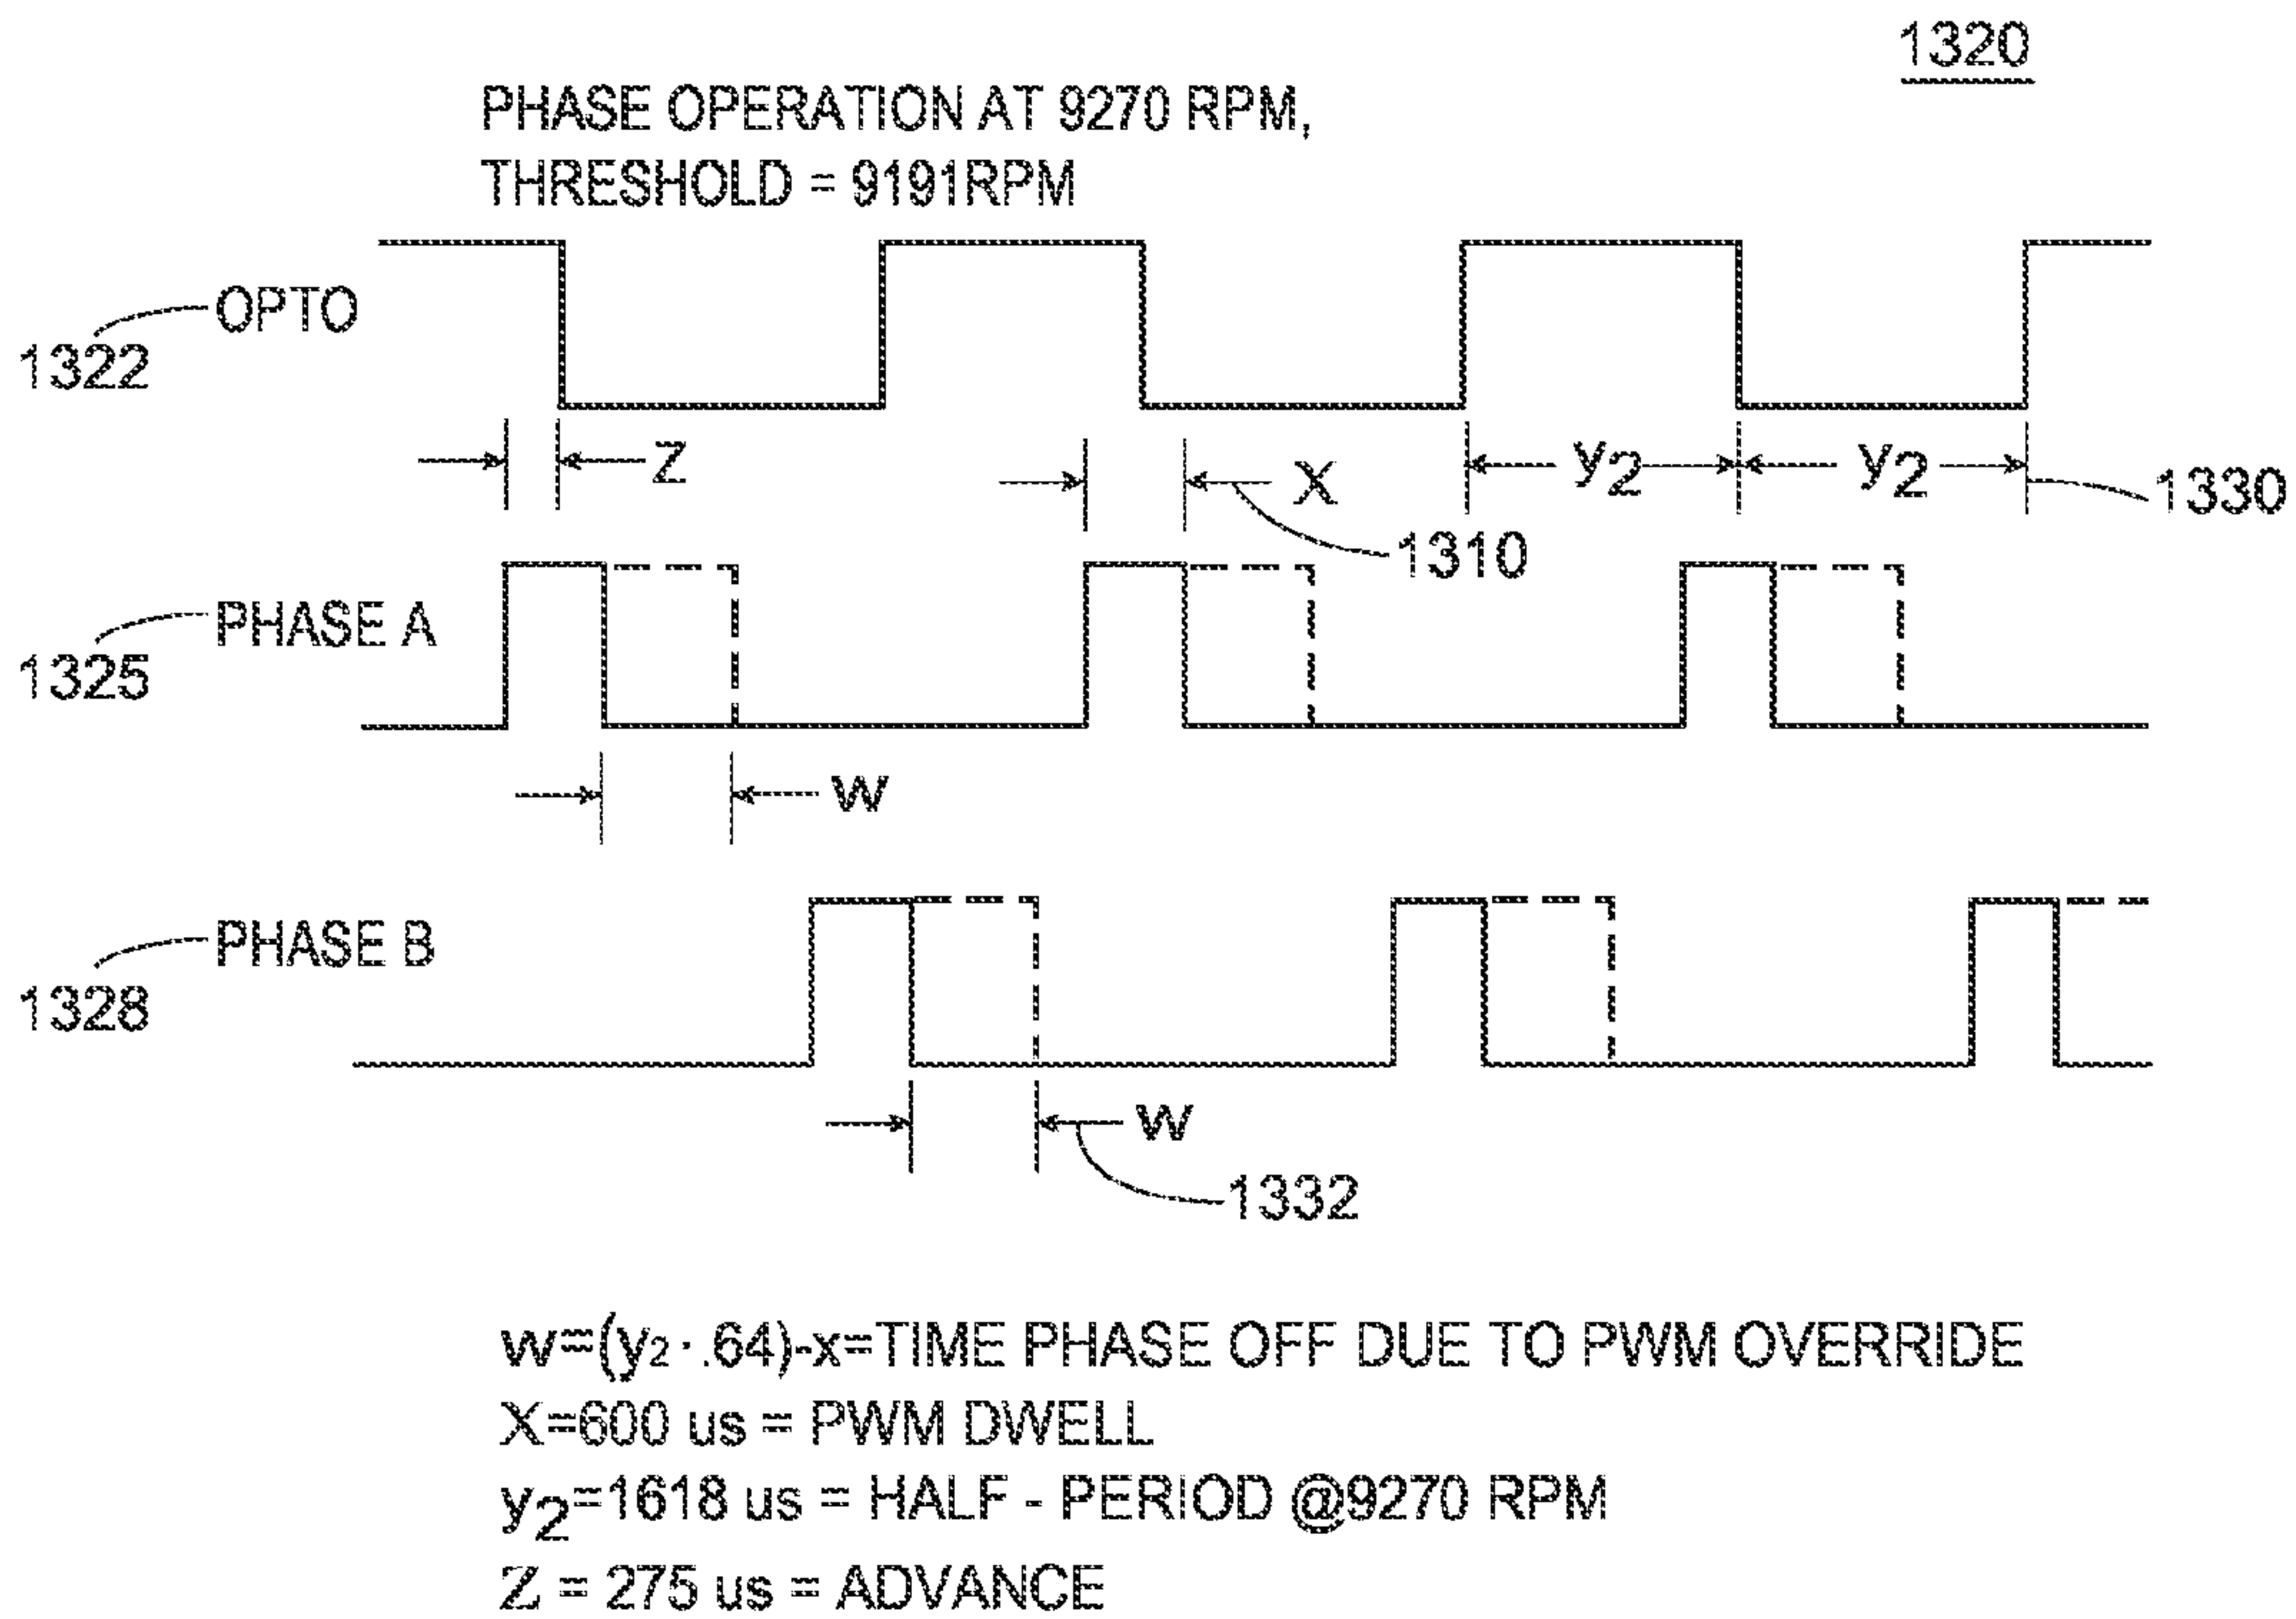 1320
PHASE OPERATION AT 9270 RPM,
THRESHOLD = 9191RPM
OPTO
1322
Z
X
y2
y2
1330
1310
PHASE A
1325
w
PHASE B
1328
w
1332
w=(y2 · .64)-x=TIME PHASE OFF DUE TO PWM OVERRIDE
X=600 us = PWM DWELL
y2=1618 us = HALF - PERIOD @9270 RPM
Z = 275 us = ADVANCE